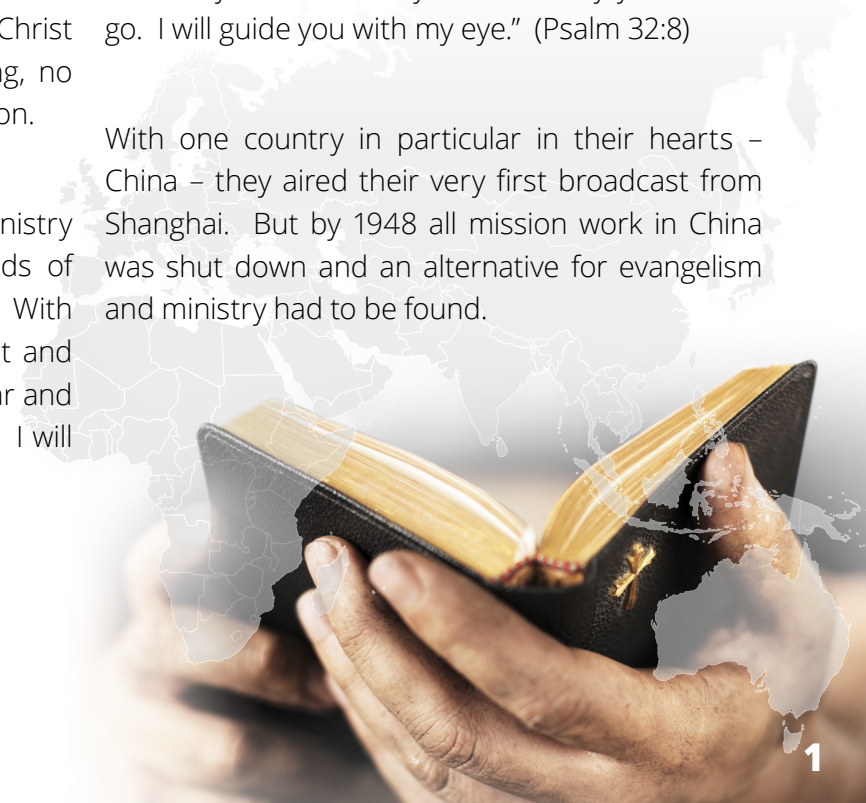 Christ
ng, no
on.
nistry
ds of
With
t and
ar and
I will
go. I will guide you with my eye.” (Psalm 32:8)
With one country in particular in their hearts –
China – they aired their very first broadcast from
Shanghai. But by 1948 all mission work in China
was shut down and an alternative for evangelism
and ministry had to be found.
1